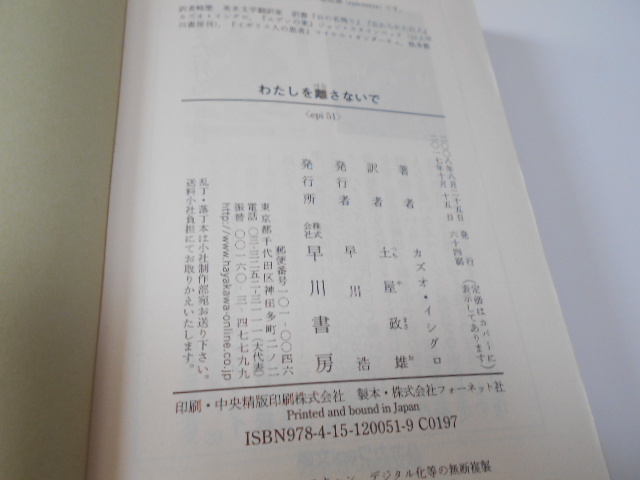 わたしを離さないで
〈epi 51〉
二〇〇八年八月二十五日 発行
二〇一七年十月十五日 六十四刷
(定価はカバーに表示してあります)
著者 カズオ・イシグロ
訳者 土屋政雄
発行者 早川浩
発行所 株式会社 早川書房
郵便番号 一〇一-〇〇四六
東京都千代田区神田多町二ノ二
電話 〇三-三二五二-三一一一(大代表)
振替 〇〇一六〇-三-四七七九九
http://www.hayakawa-online.co.jp
乱丁・落丁本は小社制作部宛お送り下さい。
送料小社負担にてお取りかえいたします。
印刷・中央精版印刷株式会社 製本・株式会社フォーネット社
Printed and bound in Japan
ISBN978-4-15-120051-9 C0197
デジタル化等の無断複製